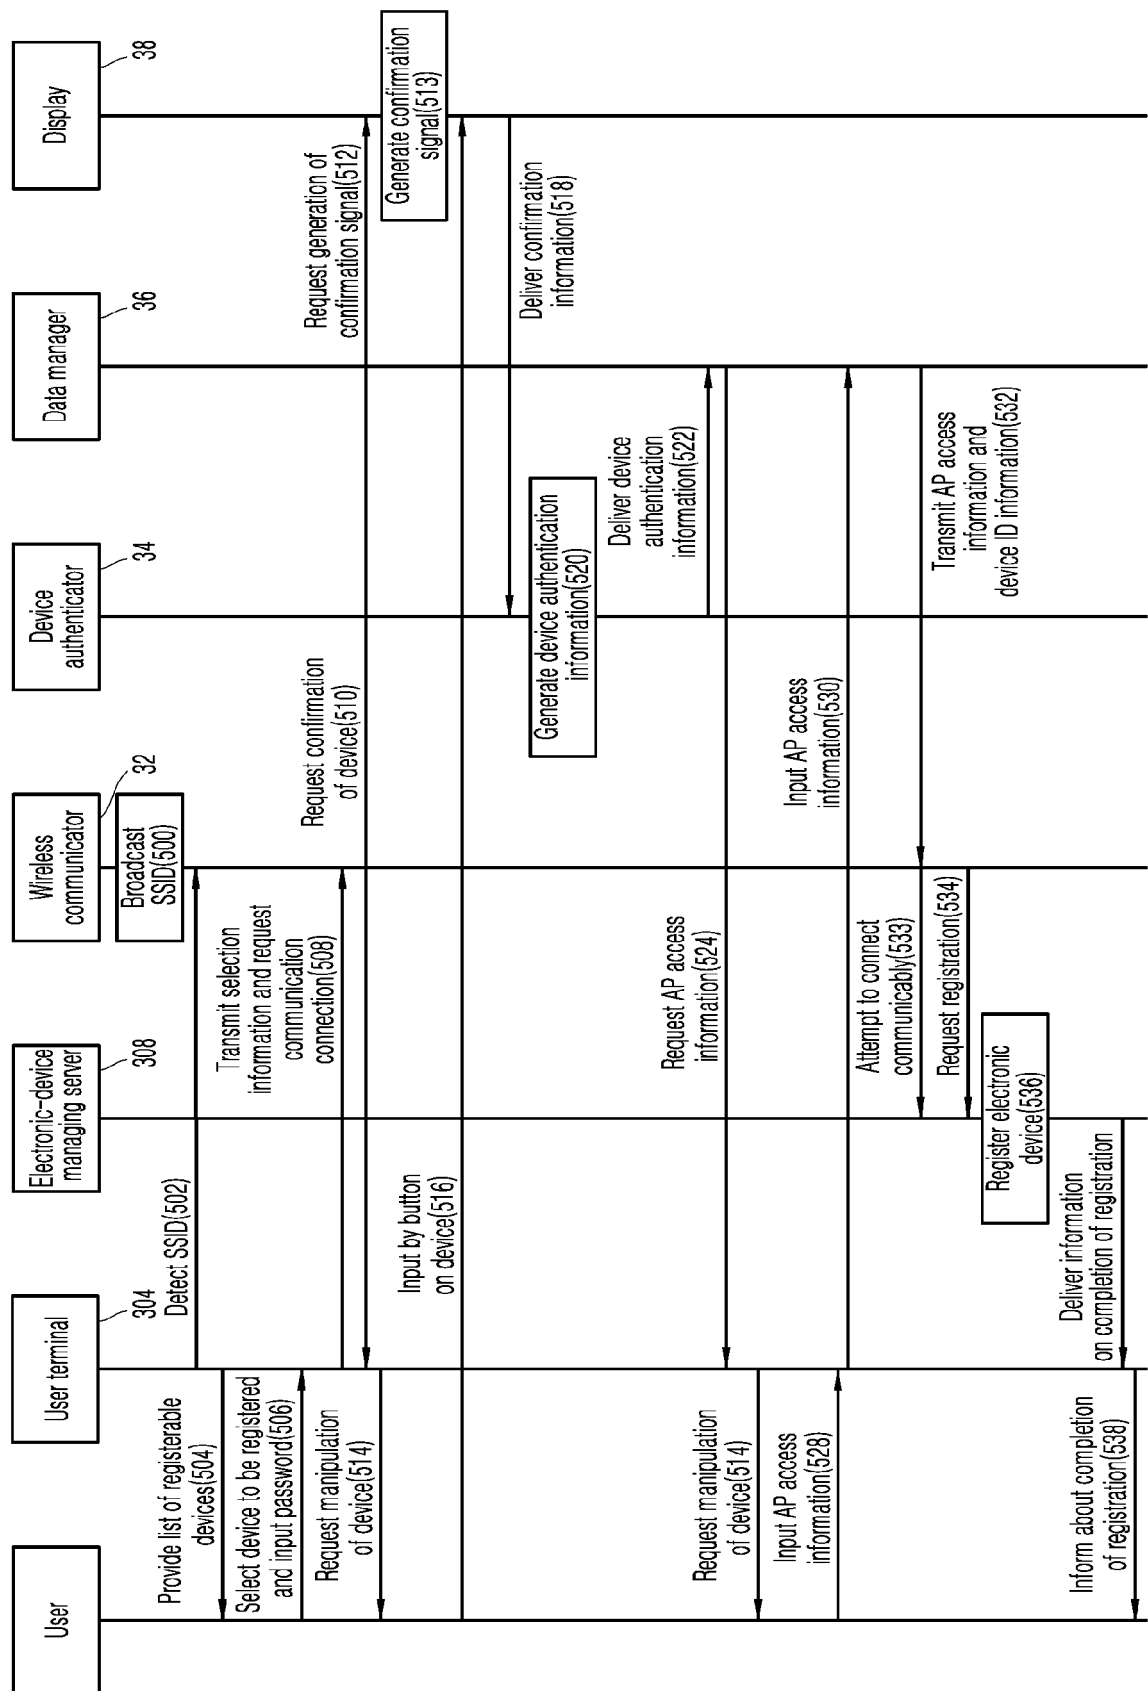 User
User terminal
304
Electronic-device
managing server
308
Wireless
communicator
32
Device
authenticator
34
Data manager
36
Display
38
Broadcast
SSID(500)
Detect SSID(502)
Provide list of registerable
devices(504)
Select device to be registered
and input password(506)
Transmit selection
information and request
communication
connection(508)
Request confirmation
of device(510)
Request generation of
confirmation signal(512)
Generate confirmation
signal(513)
Request manipulation
of device(514)
Input by button
on device(516)
Deliver confirmation
information(518)
Generate device authentication
information(520)
Deliver device
authentication
information(522)
Request AP access
information(524)
Request manipulation
of device(514)
Input AP access
information(528)
Input AP access
information(530)
Transmit AP access
information and
device ID information(532)
Attempt to connect
communicably(533)
Request registration(534)
Register electronic
device(536)
Deliver information
on completion of registration
Inform about completion
of registration(538)